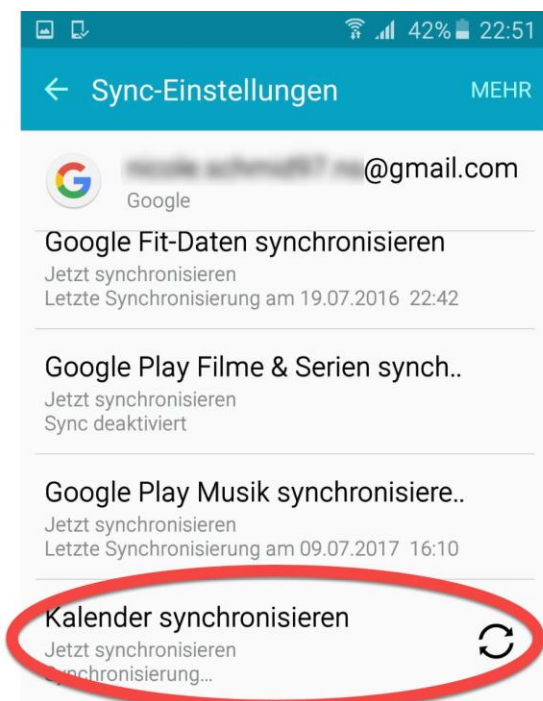 42% 22:51
Sync-Einstellungen MEHR
@gmail.com
Google
Google Fit-Daten synchronisieren
Jetzt synchronisieren
Letzte Synchronisierung am 19.07.2016 22:42
Google Play Filme & Serien synch..
Jetzt synchronisieren
Sync deaktiviert
Google Play Musik synchronisiere..
Jetzt synchronisieren
Letzte Synchronisierung am 09.07.2017 16:10
Kalender synchronisieren
Jetzt synchronisieren
Synchronisierung...